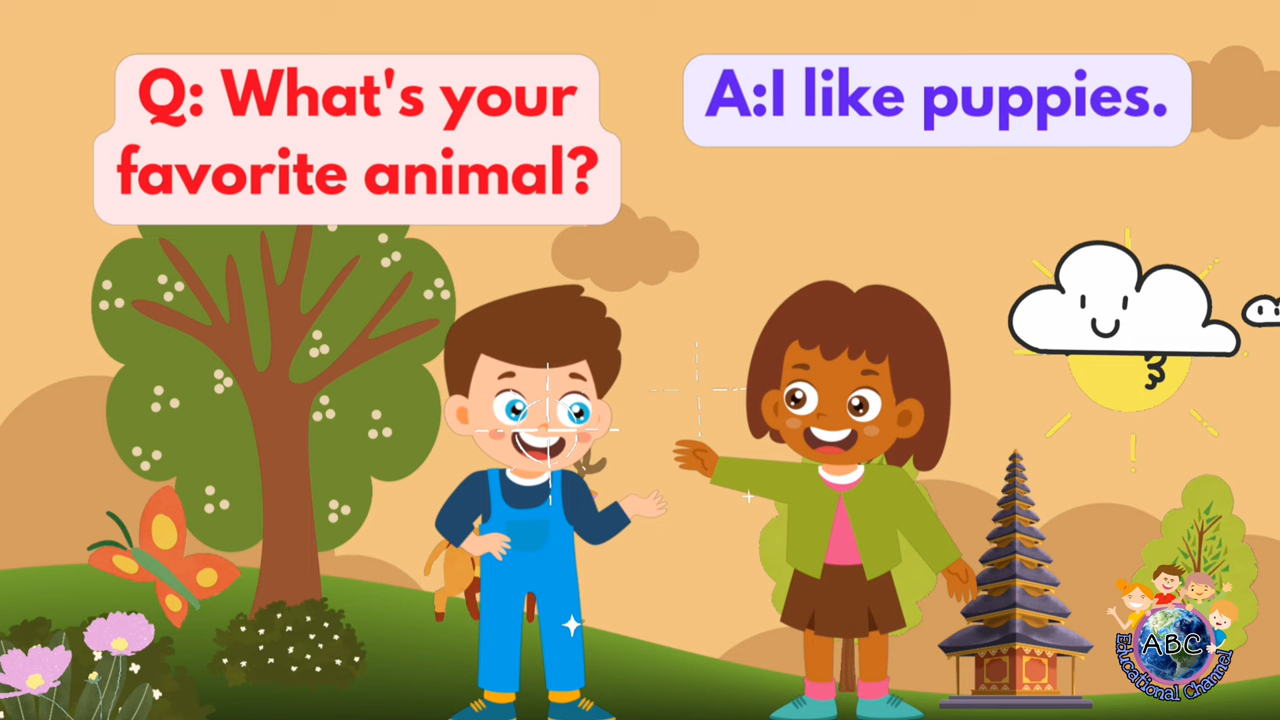 Q: What's your
favorite animal?
A:I like puppies.
ABC
Educational Channel